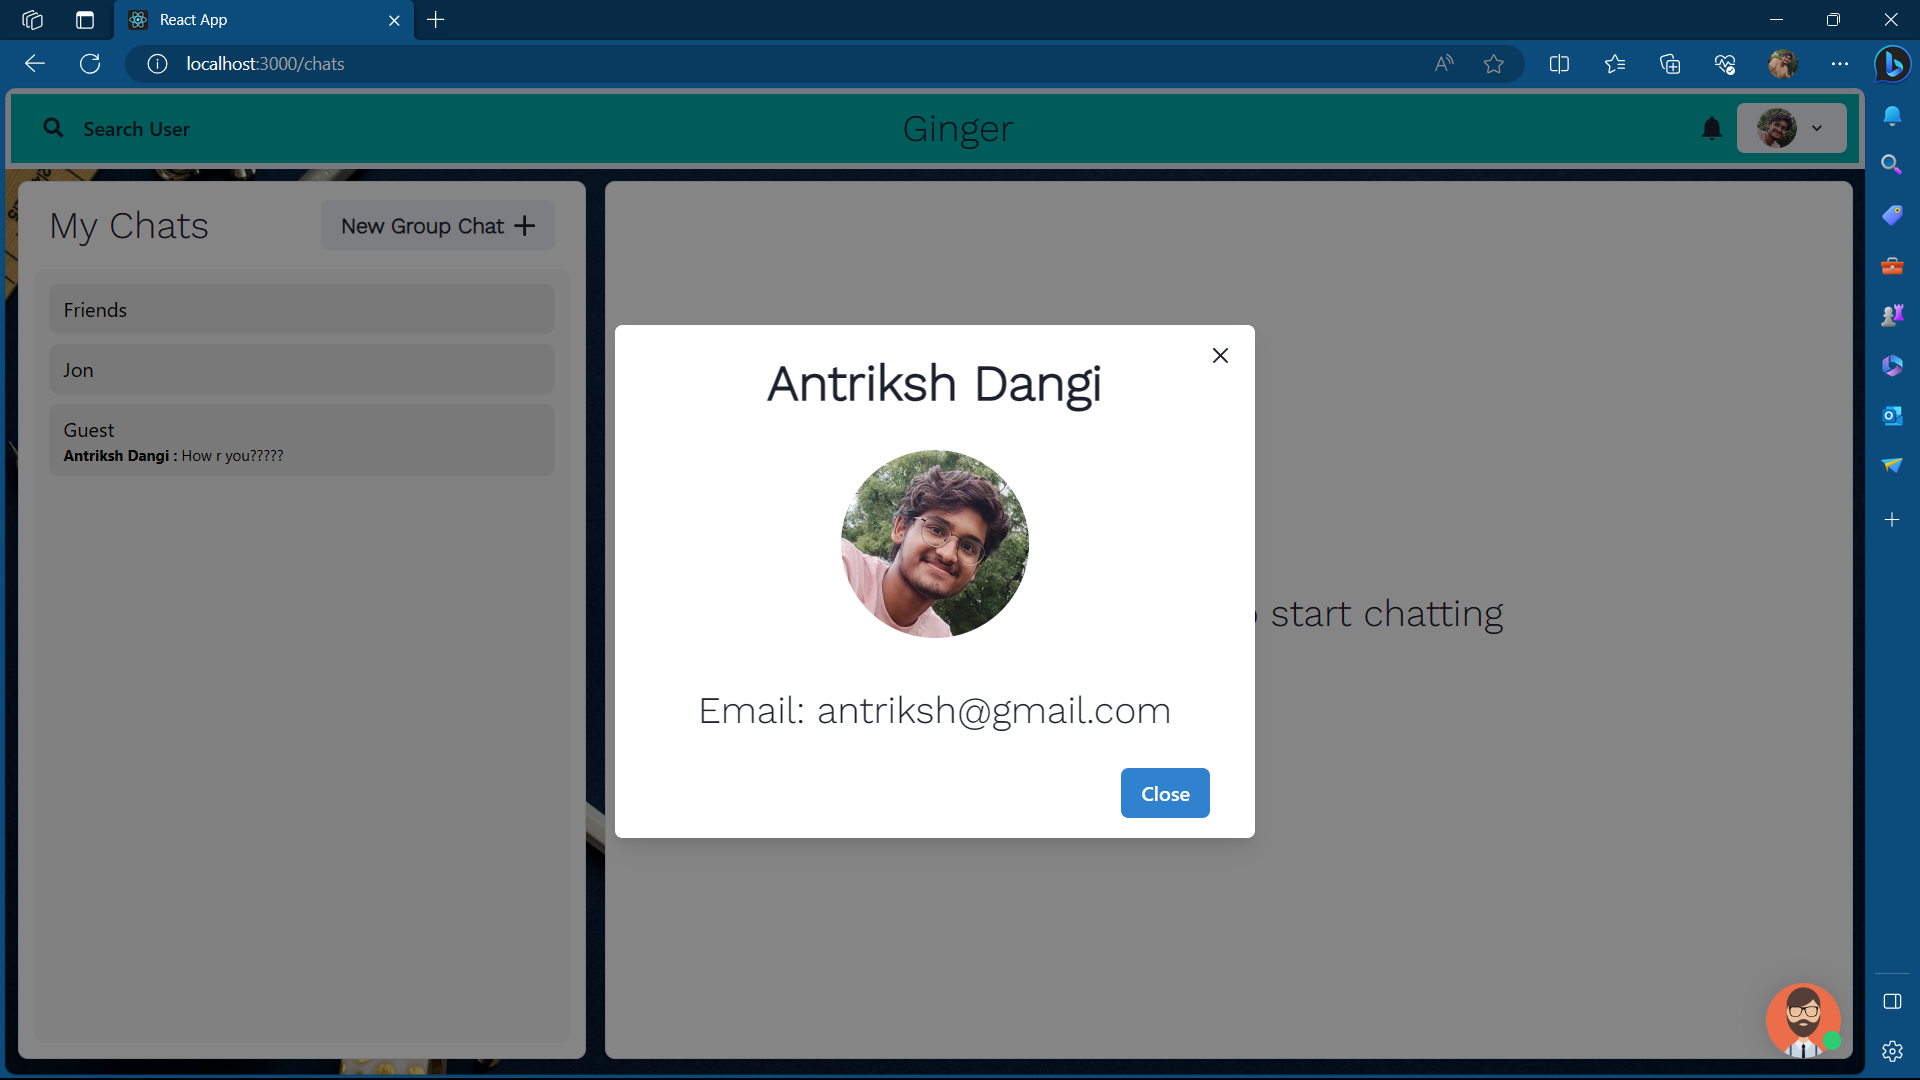 React App
localhost:3000/chats
Search User
Ginger
My Chats
New Group Chat
Friends
Jon
Guest
Antriksh Dangi : How r you?????
Antriksh Dangi
Email: antriksh@gmail.com
Close
start chatting